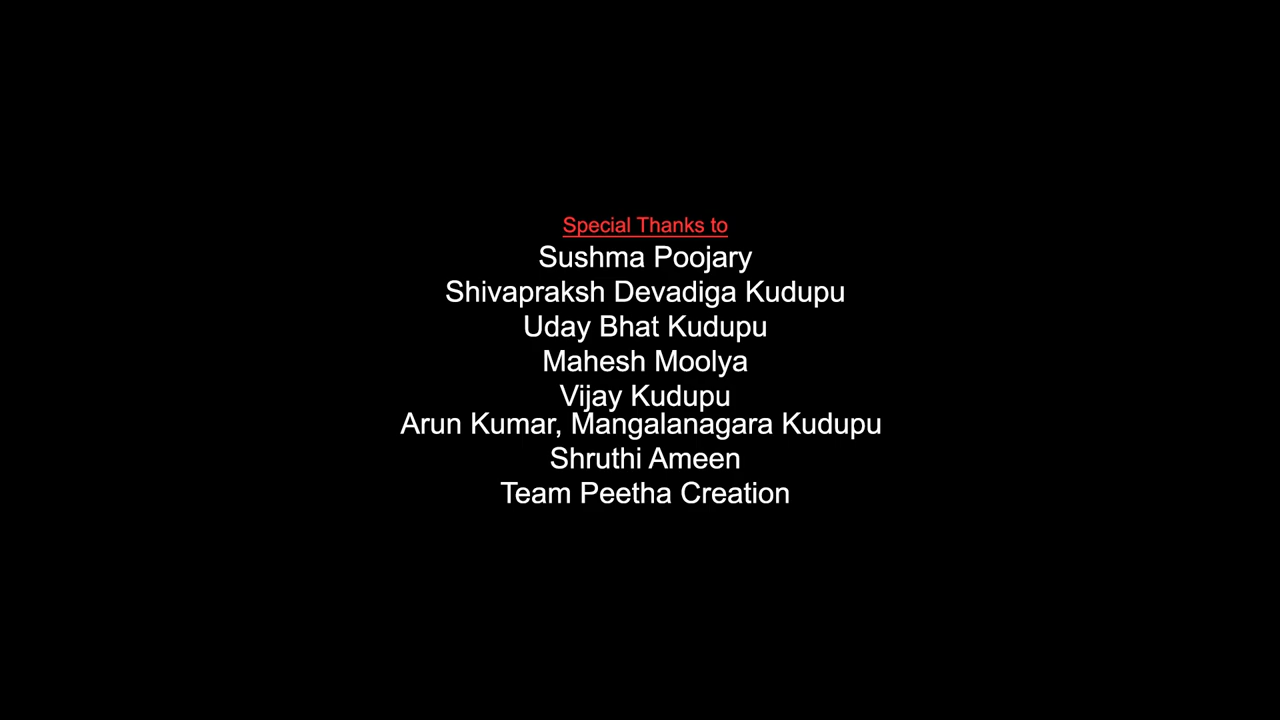 Special Thanks to
Sushma Poojary
Shivapraksh Devadiga Kudupu
Uday Bhat Kudupu
Mahesh Moolya
Vijay Kudupu
Arun Kumar, Mangalanagara Kudupu
Shruthi Ameen
Team Peetha Creation